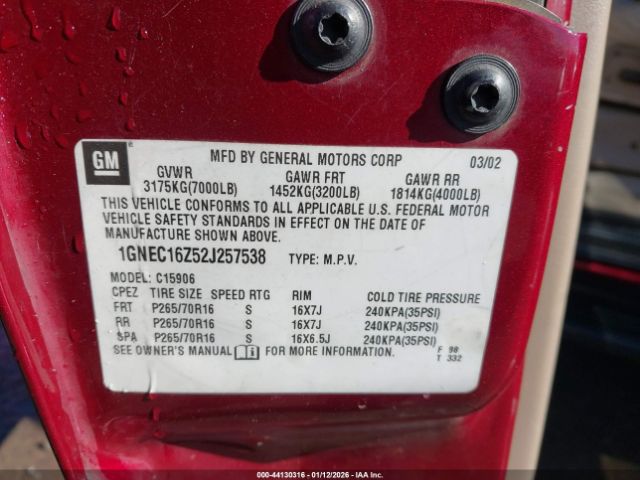 GM
MFD BY GENERAL MOTORS CORP 03/02
GVWR GAWR FRT GAWR RR
3175KG(7000LB) 1452KG(3200LB) 1814KG(4000LB)
THIS VEHICLE CONFORMS TO ALL APPLICABLE U.S. FEDERAL MOTOR
VEHICLE SAFETY STANDARDS IN EFFECT ON THE DATE OF
MANUFACTURE SHOWN ABOVE.
1GNEC16Z52J257538 TYPE: M.P.V.
MODEL: C15906
CPEZ TIRE SIZE SPEED RTG RIM COLD TIRE PRESSURE
FRT P265/70R16 S 16X7J 240KPA(35PSI)
RR P265/70R16 S 16X7J 240KPA(35PSI)
SPA P265/70R16 S 16X6.5J 240KPA(35PSI)
SEE OWNER'S MANUAL FOR MORE INFORMATION. F 98
T 332
000-44130316 - 01/12/2026 - IAAI.COM